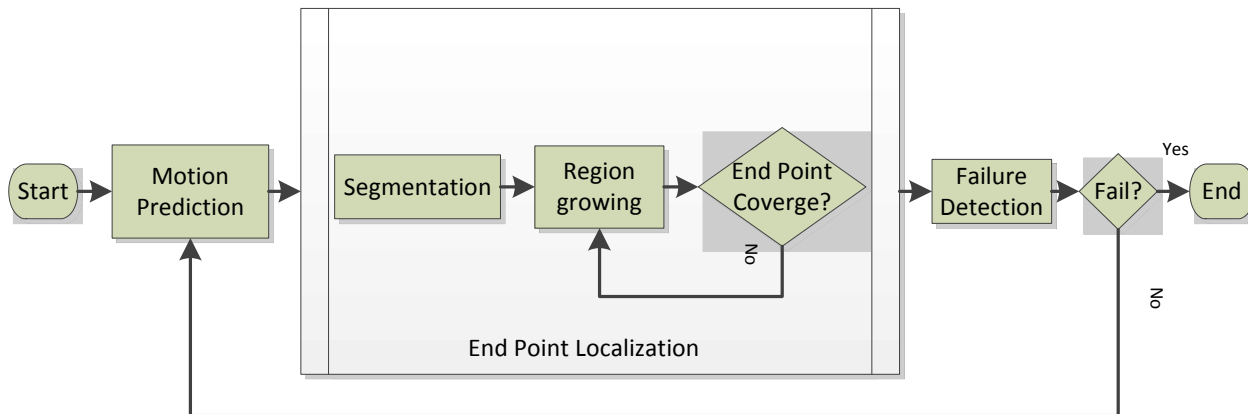 Start
Motion
Prediction
Segmentation
Region
growing
End Point
Coverge?
No
End Point Localization
Failure
Detection
Fail?
Yes
End
No